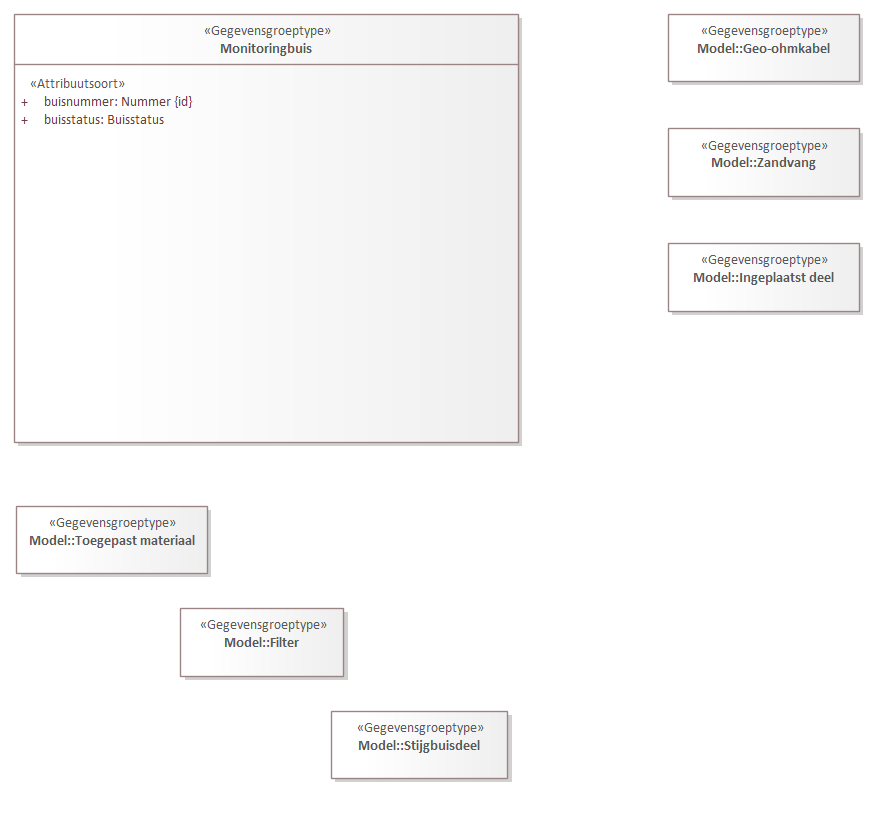 «Gegevensgroeptype»
Monitoringbuis
«Attribuutsoort»
+ buisnummer: Nummer {id}
+ buisstatus: Buisstatus
«Gegevensgroeptype»
Model::Geo-ohmkabel
«Gegevensgroeptype»
Model::Zandvang
«Gegevensgroeptype»
Model::Ingeplaatst deel
«Gegevensgroeptype»
Model::Toegepast materiaal
«Gegevensgroeptype»
Model::Filter
«Gegevensgroeptype»
Model::Stijgbuisdeel